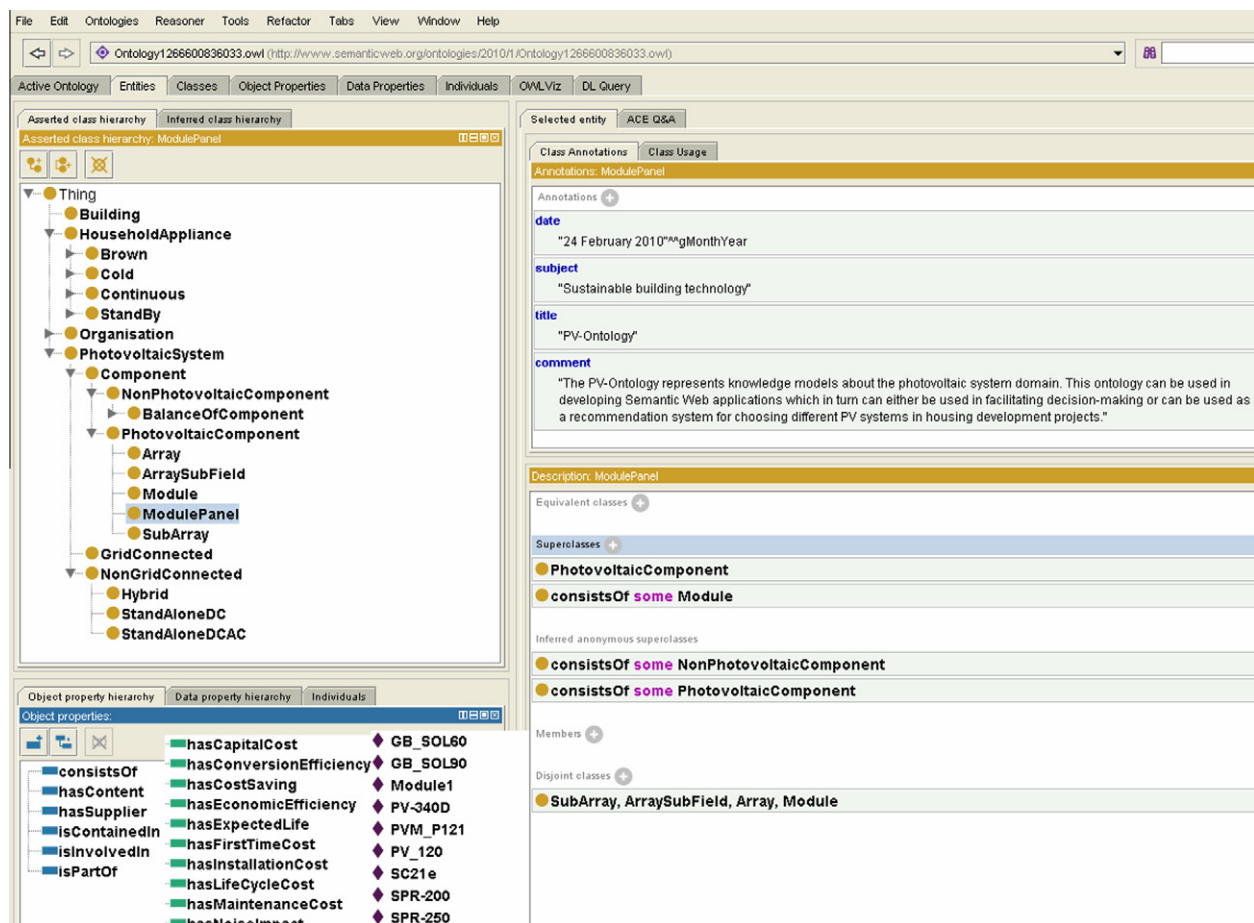 File Edit Ontologies Reasoner Tools Refactor Tabs View Window Help
Ontology1266600836033.owl (http://www.semanticweb.org/ontologies/2010/1/Ontology1266600836033.owl)
Active Ontology Entities Classes Object Properties Data Properties Individuals OWLViz DL Query
Asserted class hierarchy Inferred class hierarchy
Asserted class hierarchy: ModulePanel
Thing
Building
HouseholdAppliance
Brown
Cold
Continuous
StandBy
Organisation
PhotovoltaicSystem
Component
NonPhotovoltaicComponent
BalanceOfComponent
PhotovoltaicComponent
Array
ArraySubField
Module
ModulePanel
SubArray
GridConnected
NonGridConnected
Hybrid
StandAloneDC
StandAloneDCAC
Object property hierarchy Data property hierarchy Individuals
Object properties:
consistsOf
hasContent
hasSupplier
isContainedIn
isInvolvedIn
isPartOf
hasCapitalCost
hasConversionEfficiency
hasCostSaving
hasEconomicEfficiency
hasExpectedLife
hasFirstTimeCost
hasInstallationCost
hasLifeCycleCost
hasMaintenanceCost
hasNoiseImpact
GB_SOL60
GB_SOL90
Module1
PV-340D
PVM_P121
PV_120
SC21e
SPR-200
SPR-250
Selected entity ACE Q&A
Class Annotations Class Usage
Annotations: ModulePanel
Annotations
date
"24 February 2010"^^gMonthYear
subject
"Sustainable building technology"
title
"PV-Ontology"
comment
"The PV-Ontology represents knowledge models about the photovoltaic system domain. This ontology can be used in
developing Semantic Web applications which in turn can either be used in facilitating decision-making or can be used as
a recommendation system for choosing different PV systems in housing development projects."
Description: ModulePanel
Equivalent classes
Superclasses
PhotovoltaicComponent
consistsOf some Module
Inferred anonymous superclasses
consistsOf some NonPhotovoltaicComponent
consistsOf some PhotovoltaicComponent
Members
Disjoint classes
SubArray, ArraySubField, Array, Module